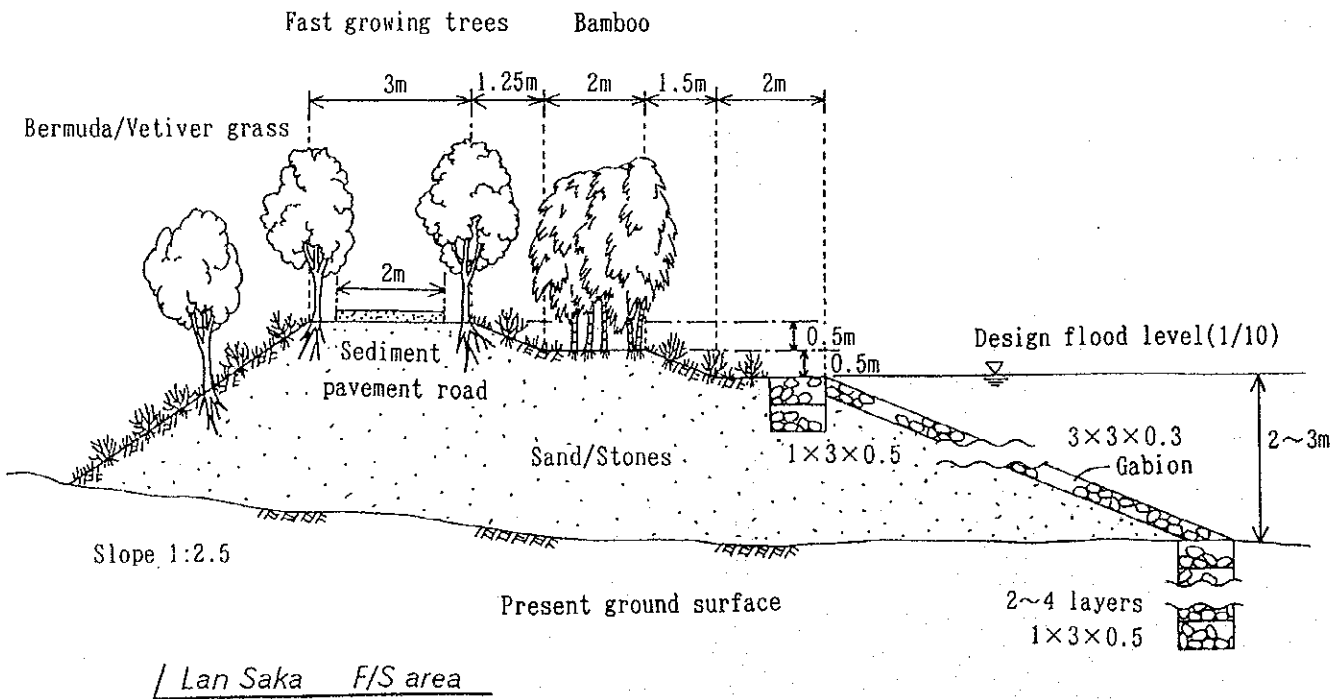 Fast growing trees Bamboo
3m 1.25m 2m 1.5m 2m
Bermuda/Vetiver grass
2m
0.5m
Design flood level(1/10)
0.5m
Sediment
pavement road
2~3m
3×3×0.3
1×3×0.5
Sand/Stones
Gabion
Slope 1:2.5
Present ground surface
2~4 layers
1×3×0.5
Lan Saka F/S area